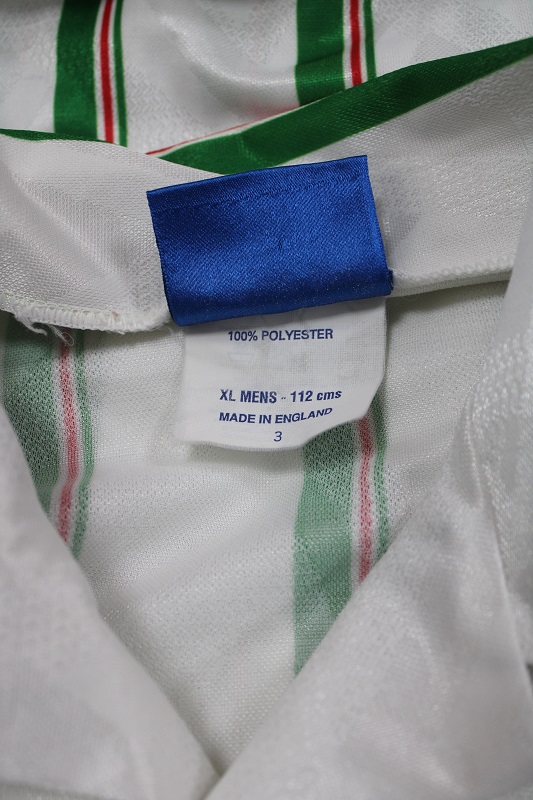 100% POLYESTER
XL MENS - 112 cms
MADE IN ENGLAND
3